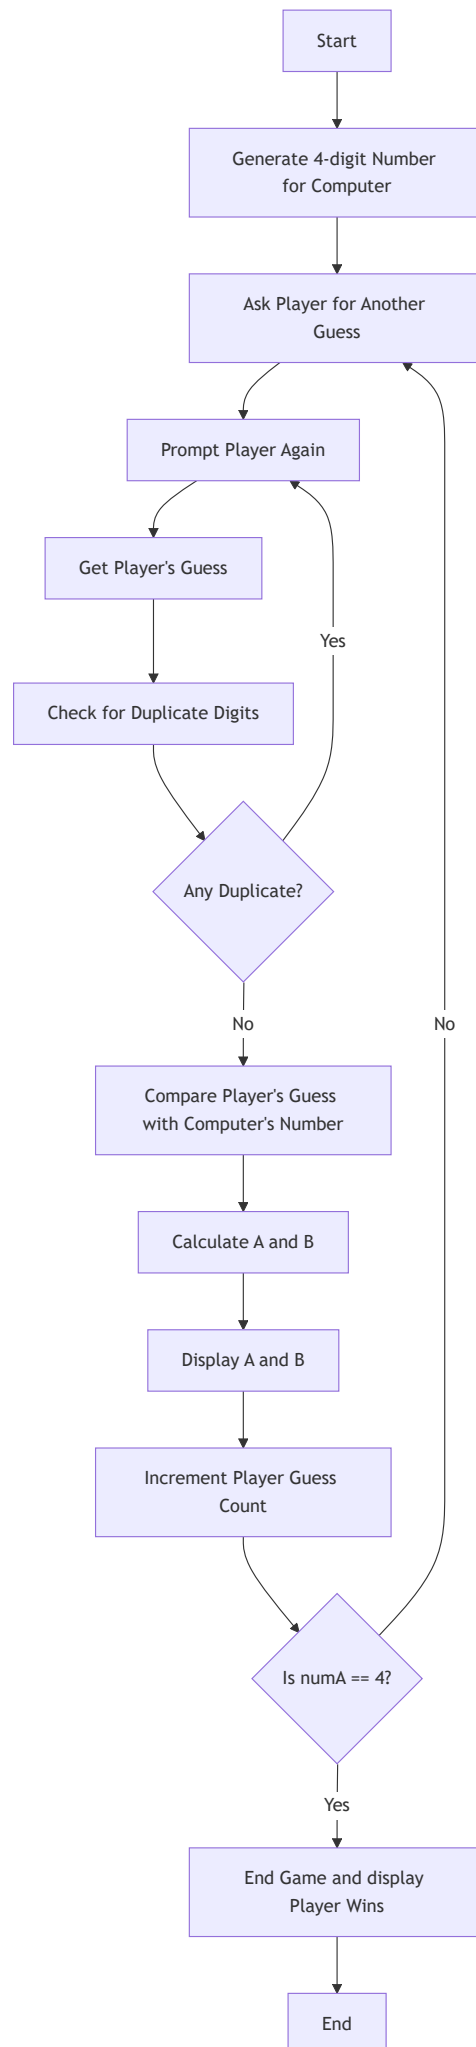 Start
Generate 4-digit Number
for Computer
Ask Player for Another
Guess
Prompt Player Again
Get Player's Guess
Yes
Check for Duplicate Digits
Any Duplicate?
No
No
Compare Player's Guess
with Computer's Number
Calculate A and B
Display A and B
Increment Player Guess
Count
Is numA == 4?
Yes
End Game and display
Player Wins
End